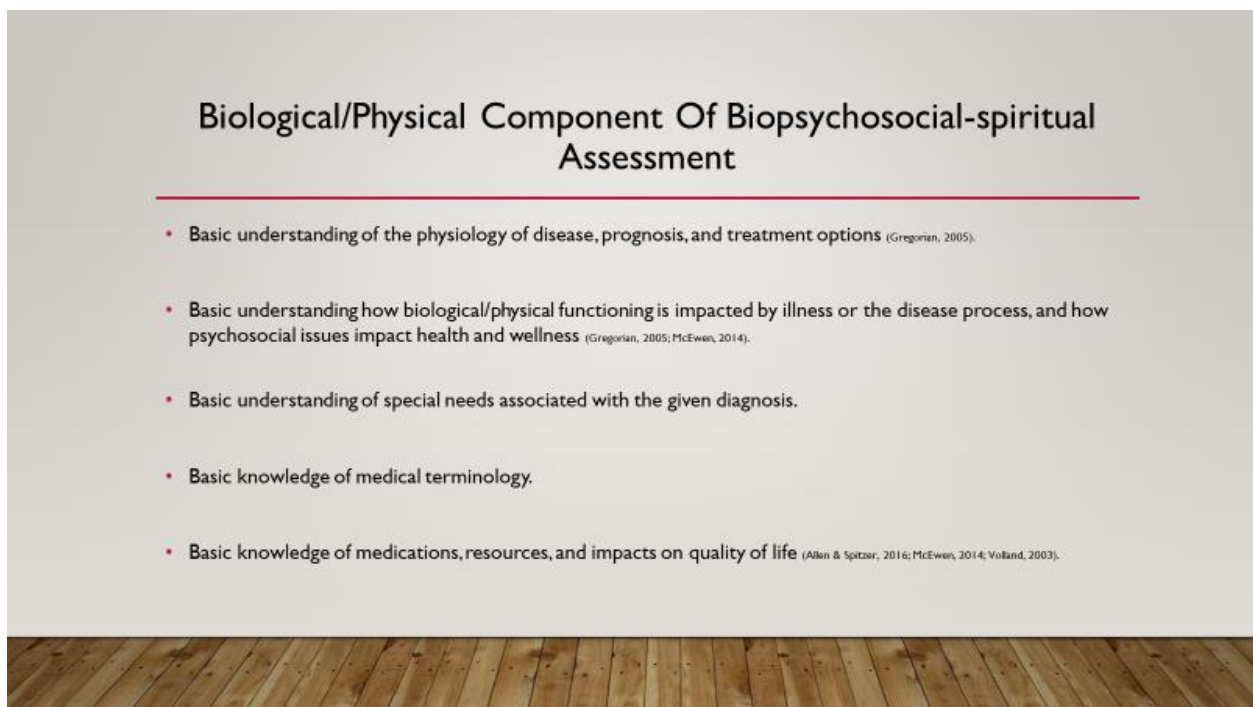 Biological/Physical Component Of Biopsychosocial-spiritual
Assessment
• Basic understanding of the physiology of disease, prognosis, and treatment options (Gregorian, 2005).
• Basic understanding how biological/physical functioning is impacted by illness or the disease process, and how
psychosocial issues impact health and wellness (Gregorian, 2005; McEwen, 2014).
• Basic understanding of special needs associated with the given diagnosis.
• Basic knowledge of medical terminology.
• Basic knowledge of medications, resources, and impacts on quality of life (Allen & Spitzer, 2016; McEwen, 2014; Volland, 2003).